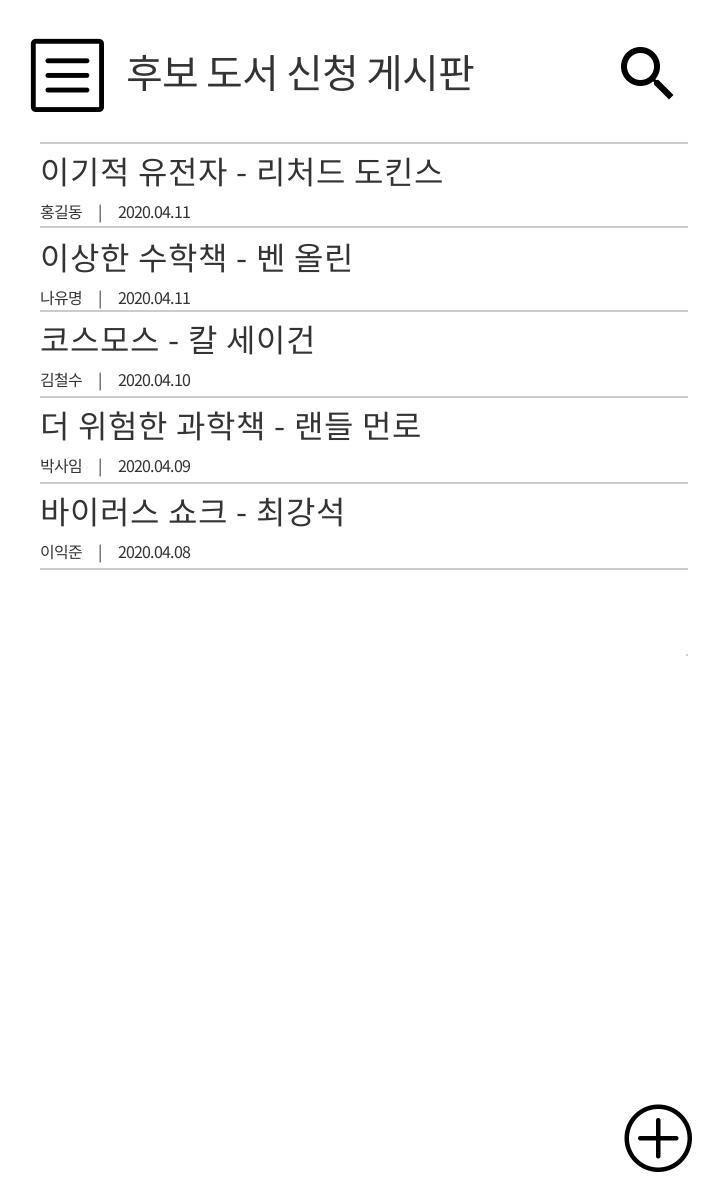 후보 도서 신청 게시판
이기적 유전자 - 리처드 도킨스
홍길동 | 2020.04.11
이상한 수학책 - 벤 올린
나유명 | 2020.04.11
코스모스 - 칼 세이건
김철수 | 2020.04.10
더 위험한 과학책 - 랜들 먼로
박사임 | 2020.04.09
바이러스 쇼크 - 최강석
이익준 | 2020.04.08